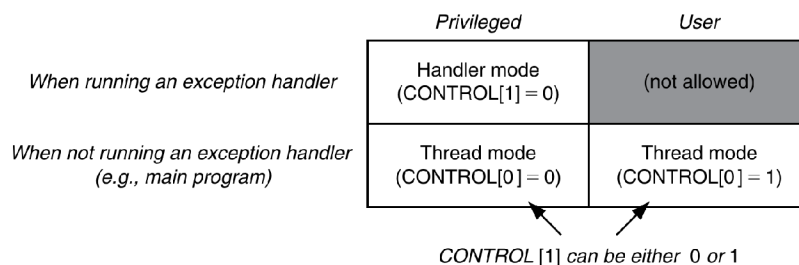 Privileged User
When running an exception handler
Handler mode
(CONTROL[1] = 0)
(not allowed)
When not running an exception handler
(e.g., main program)
Thread mode
(CONTROL[0] = 0)
Thread mode
(CONTROL[0] = 1)
CONTROL [1] can be either 0 or 1